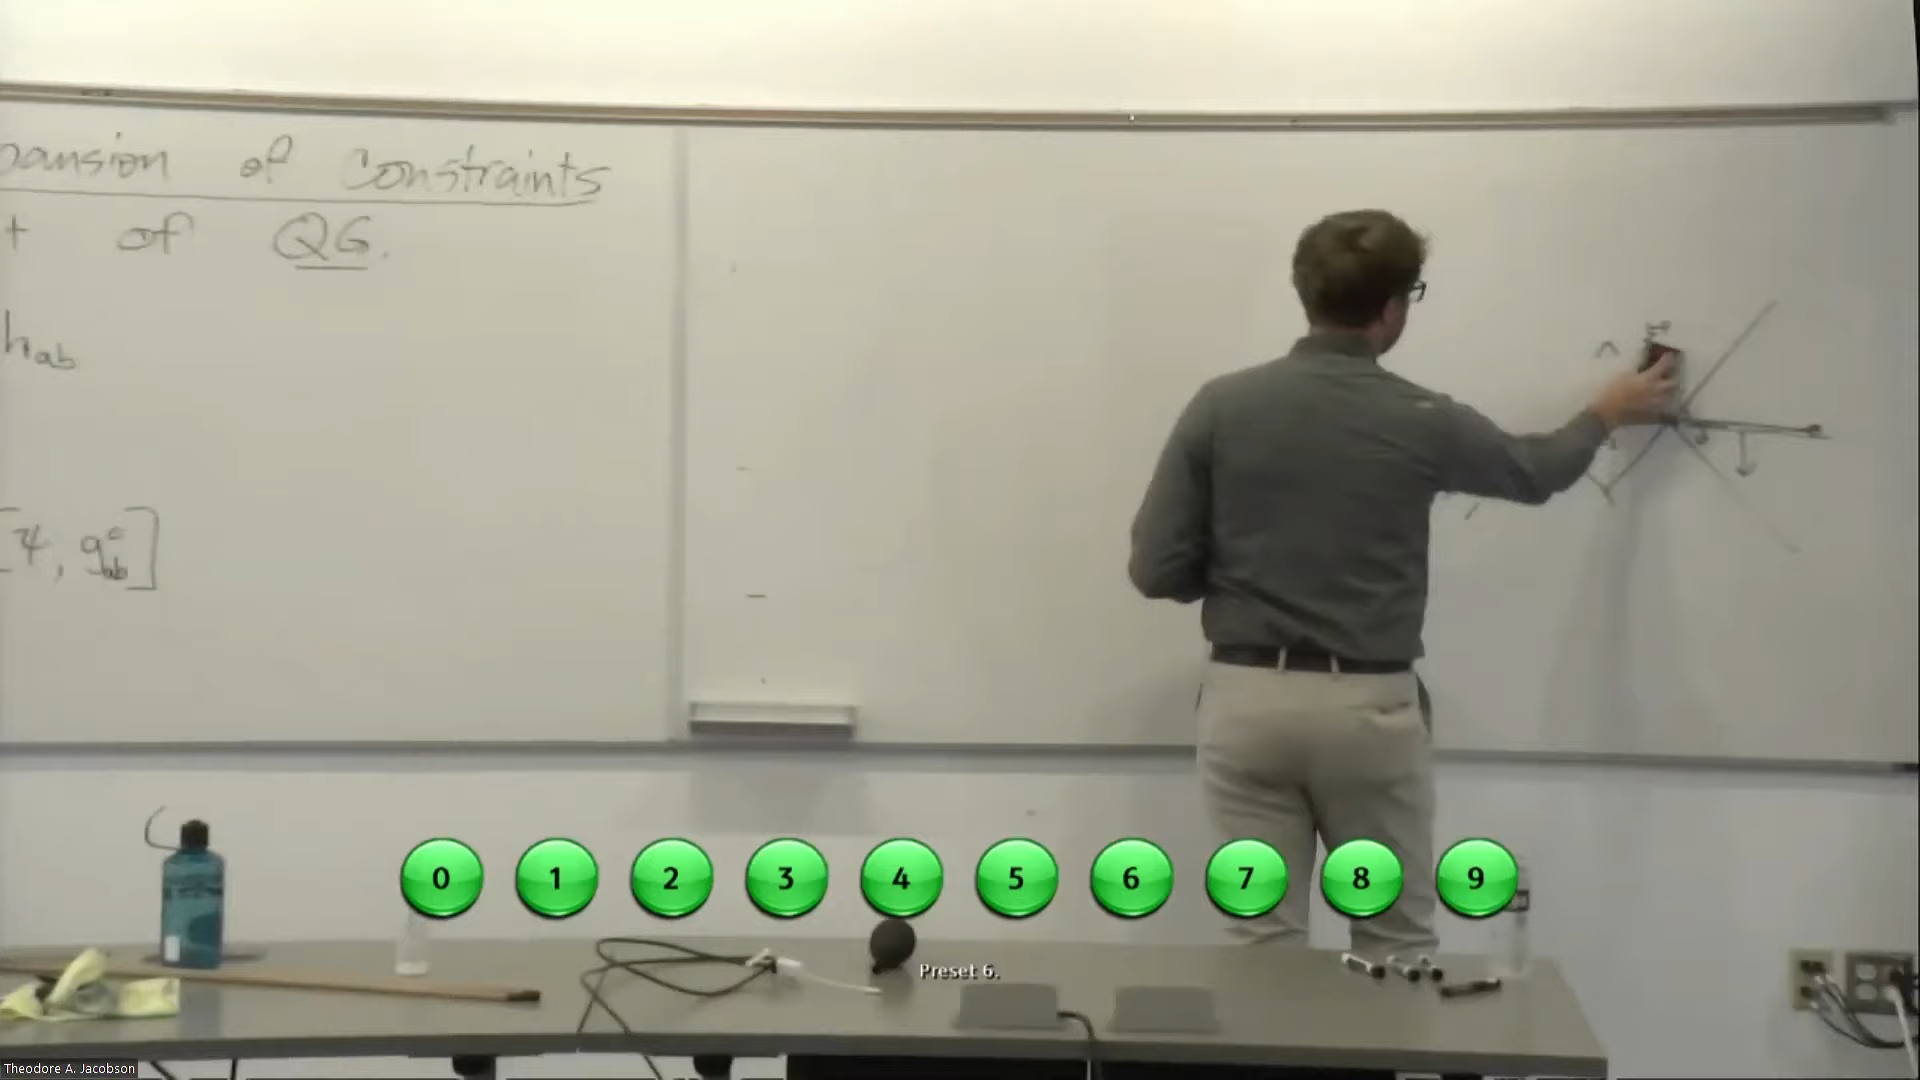 pansion of Constraints
+ of QG.
hab
[ψ, g^c_ab]
0 1 2 3 4 5 6 7 8 9
Preset 6.
Theodore A. Jacobson